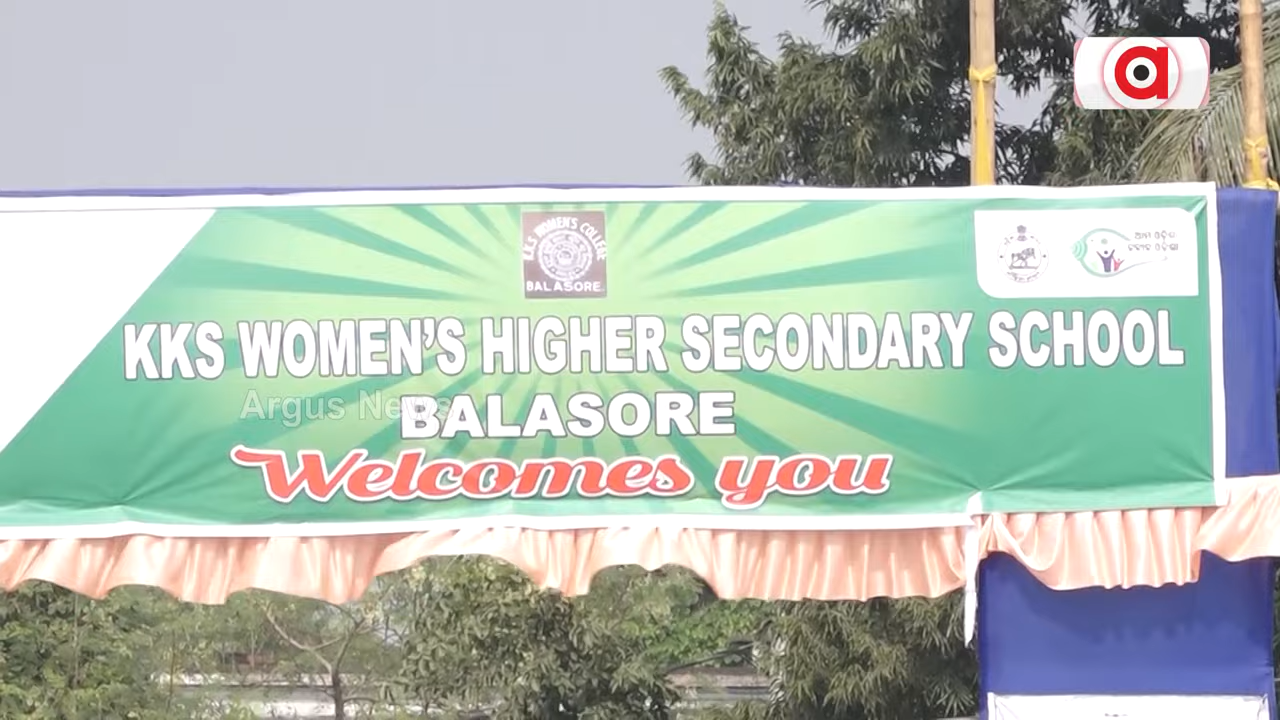 K.K.S WOMEN'S COLLEGE
BALASORE
KKS WOMEN'S HIGHER SECONDARY SCHOOL
Argus News
BALASORE
Welcomes you